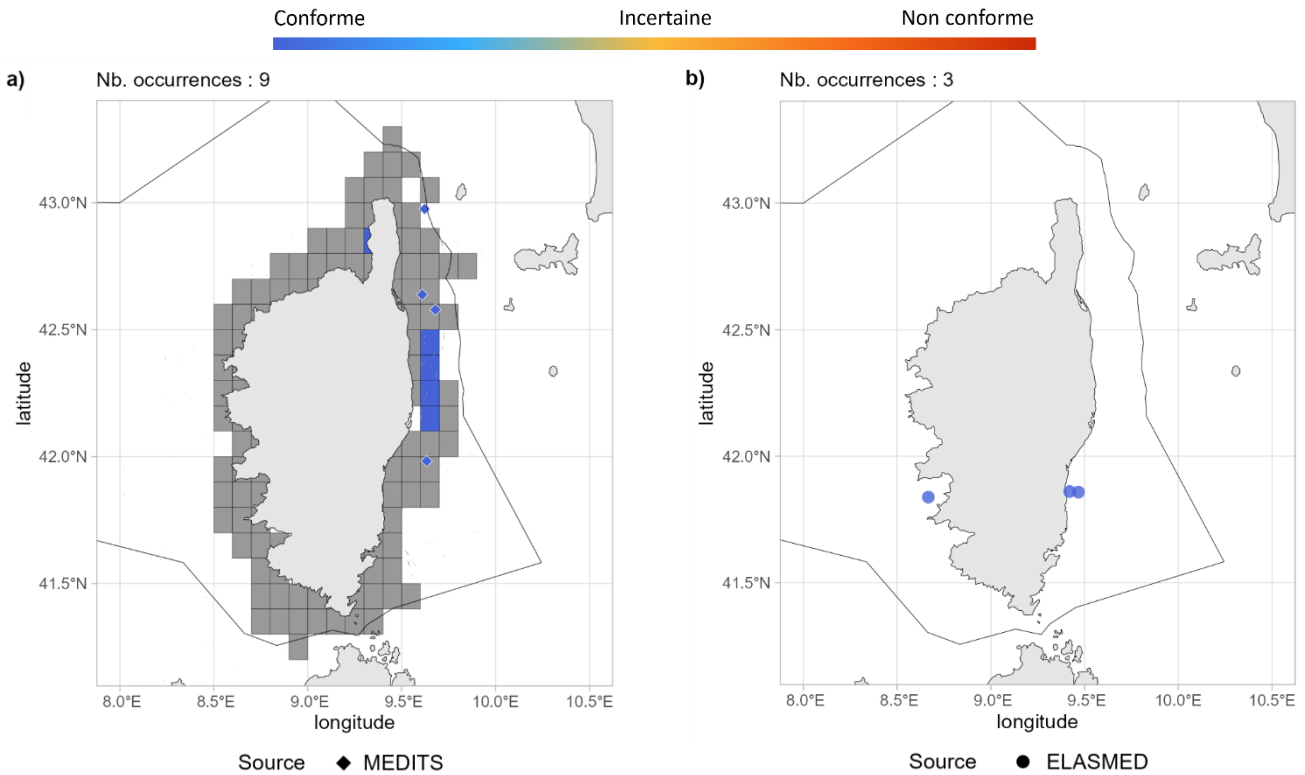 Conforme Incertaine Non conforme
a) Nb. occurrences : 9
43.0°N
42.5°N
42.0°N
41.5°N
latitude
8.0°E 8.5°E 9.0°E 9.5°E 10.0°E 10.5°E
longitude
Source MEDITS
b) Nb. occurrences : 3
43.0°N
42.5°N
42.0°N
41.5°N
latitude
8.0°E 8.5°E 9.0°E 9.5°E 10.0°E 10.5°E
longitude
Source ELASMED